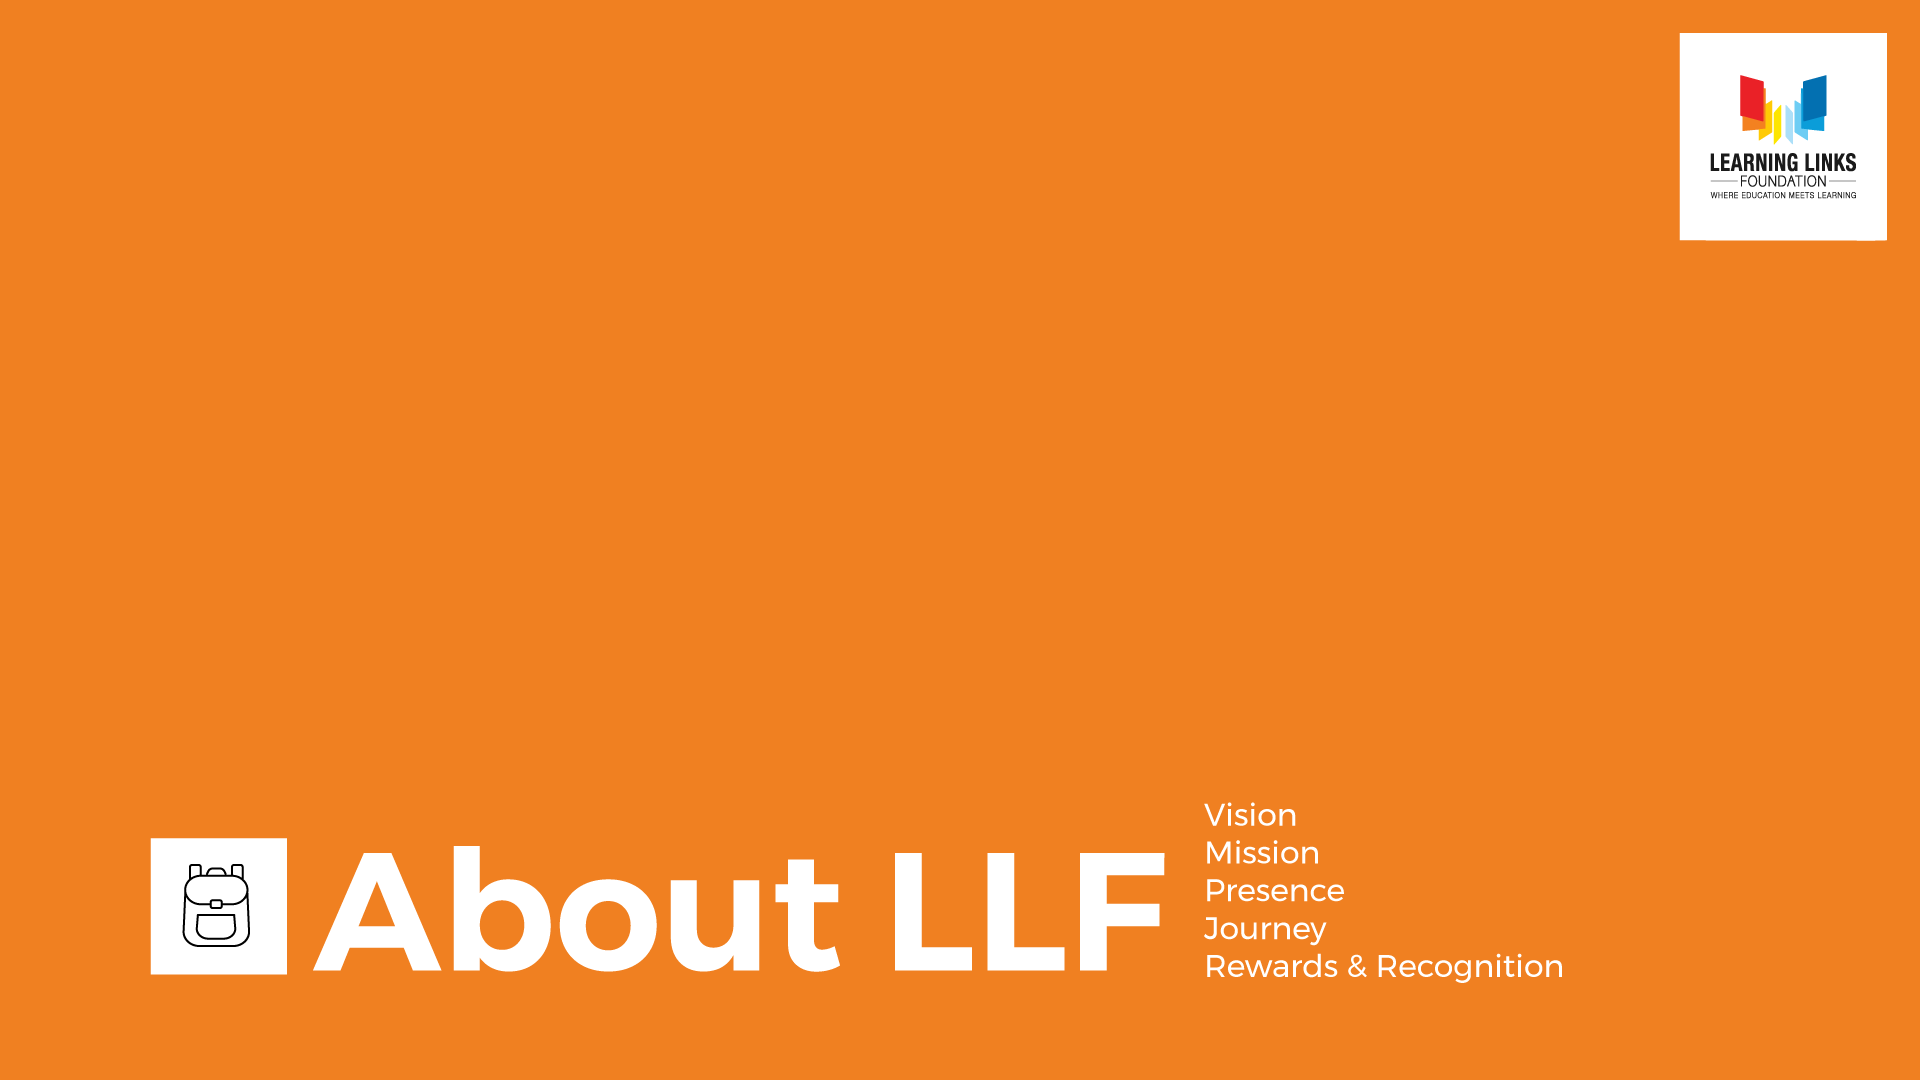 LEARNING LINKS
FOUNDATION
WHERE EDUCATION MEETS LEARNING
About LLF
Vision
Mission
Presence
Journey
Rewards & Recognition